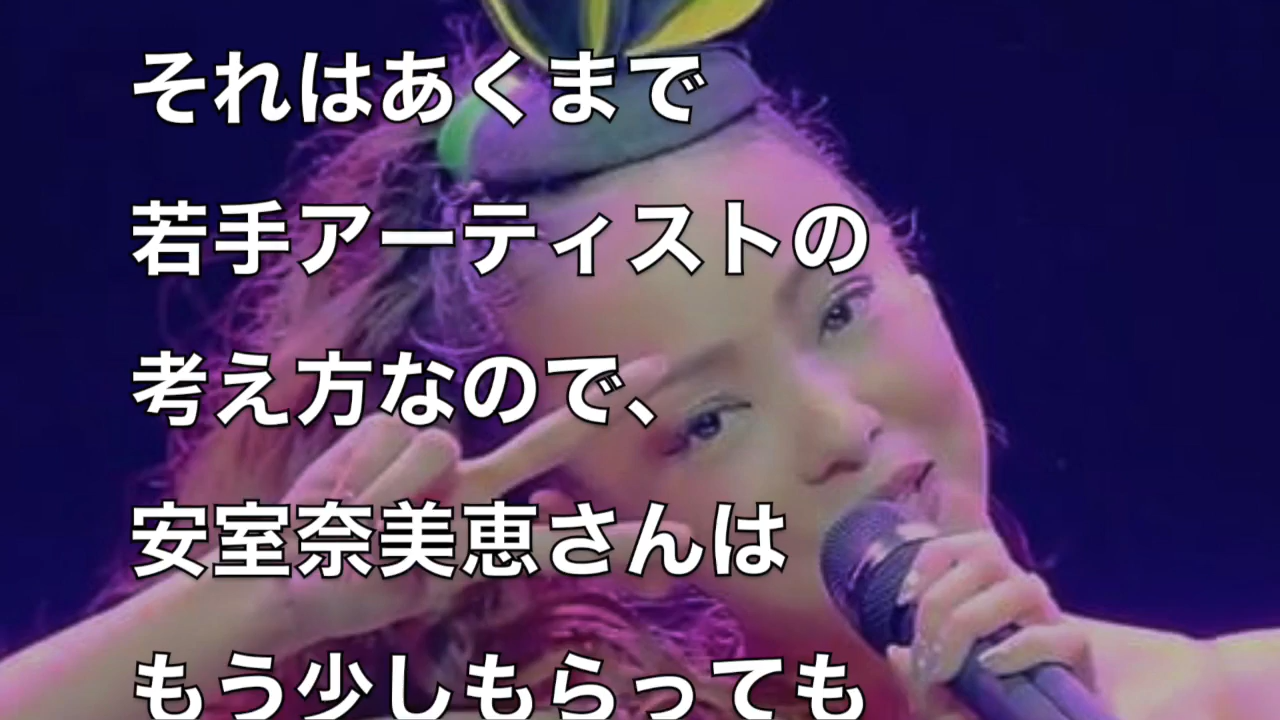 それはあくまで
若手アーティストの
考え方なので、
安室奈美恵さんは
もう少しもらっても